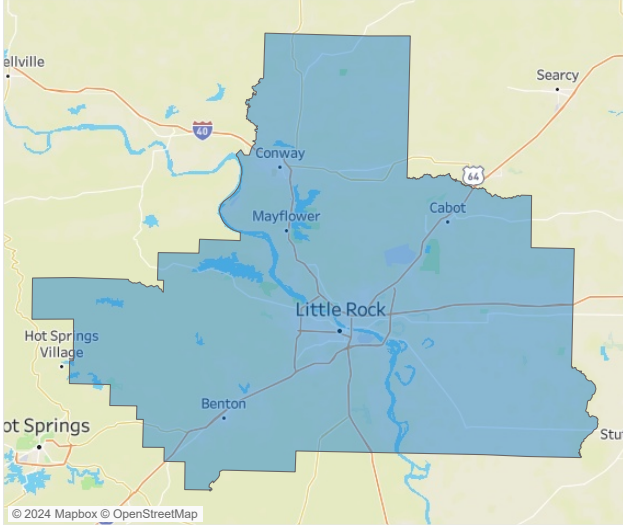 ellville
Searcy
40
Conway
64
Mayflower
Cabot
Little Rock
Hot Springs
Village
Benton
ot Springs
Stu
© 2024 Mapbox © OpenStreetMap